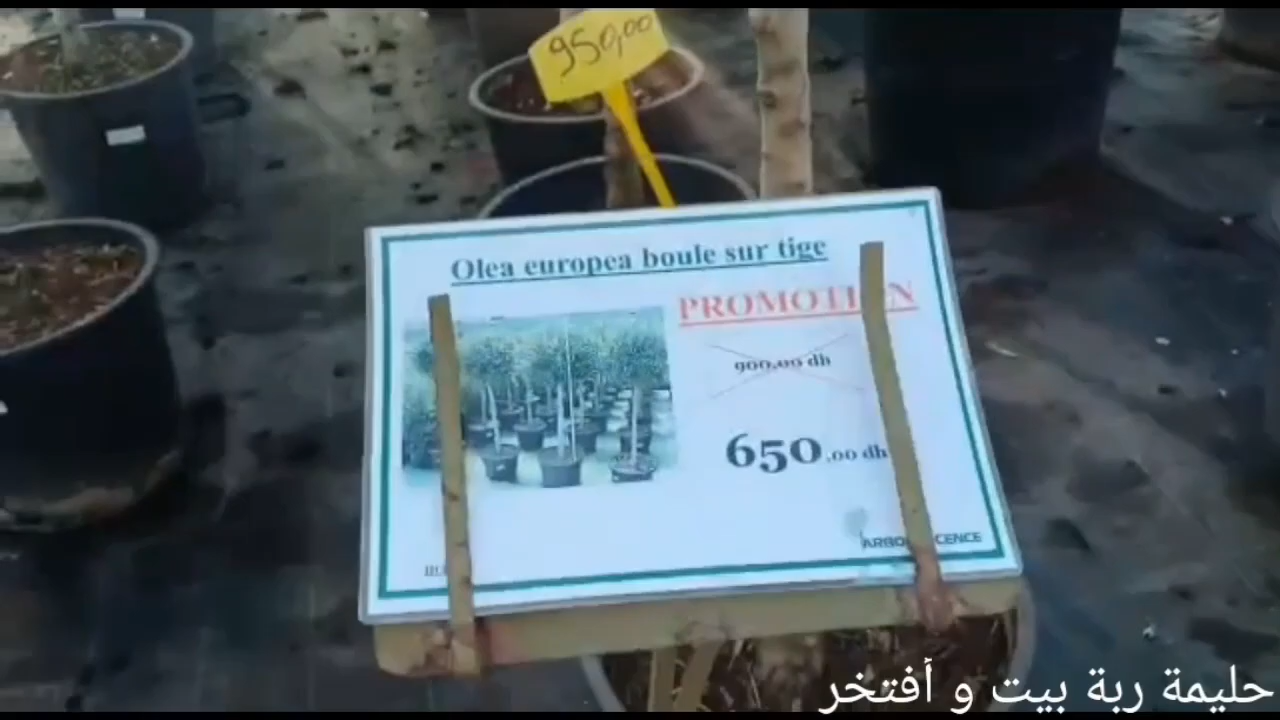 950,00
Olea europea boule sur tige
PROMOTION
900,00 dh
650,00 dh
حليمة ربة بيت و أفتخر